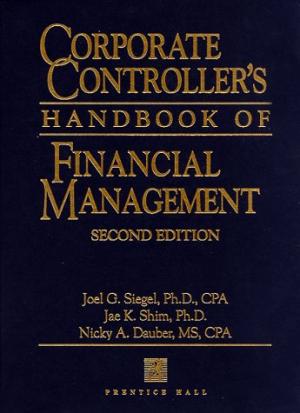 CORPORATE
CONTROLLER'S
HANDBOOK OF
FINANCIAL
MANAGEMENT
SECOND EDITION
Joel G. Siegel, Ph.D., CPA
Jae K. Shim, Ph.D.
Nicky A. Dauber, MS, CPA
PRENTICE HALL